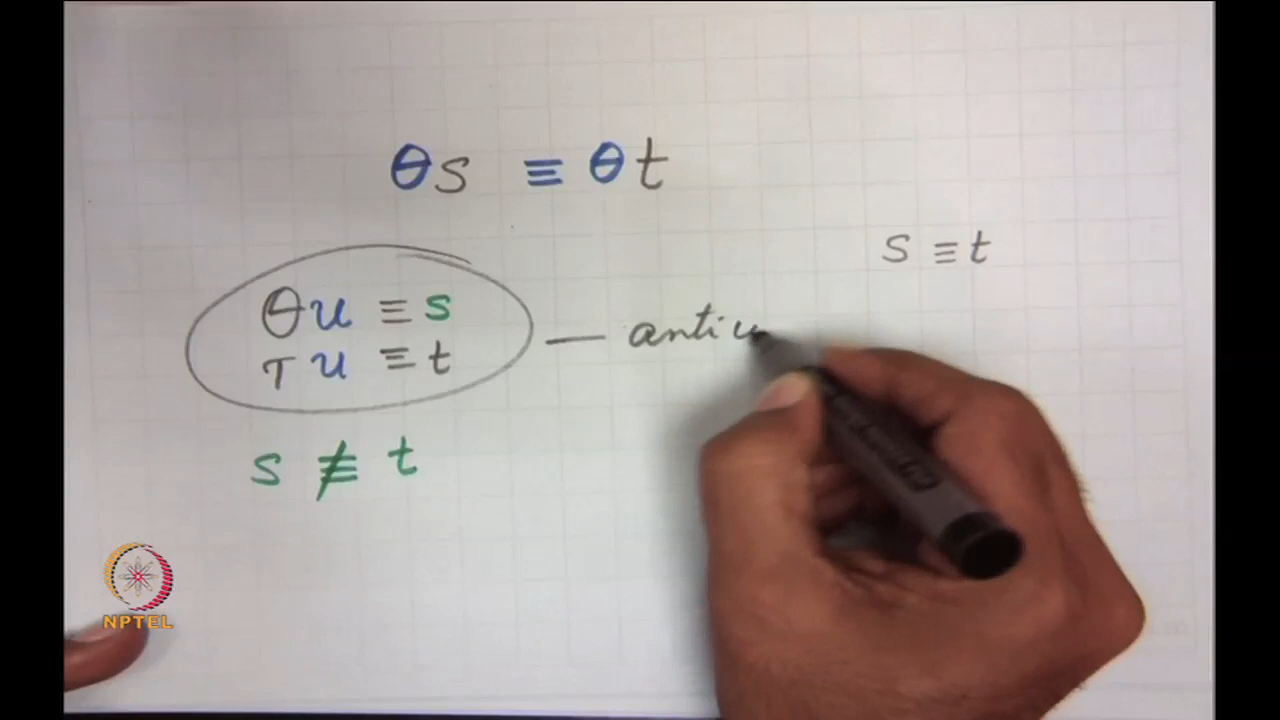 θs ≡ θt
s ≡ t
θu ≡ s
τu ≡ t
— anti u
s ≢ t
NPTEL